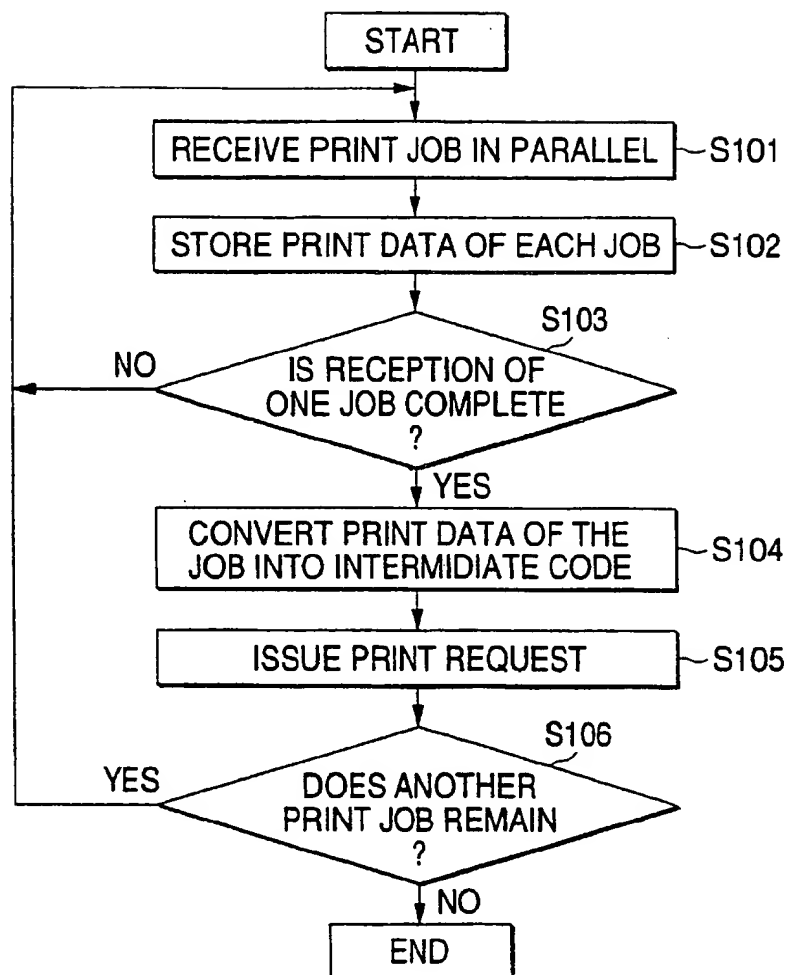 START
RECEIVE PRINT JOB IN PARALLEL
S101
STORE PRINT DATA OF EACH JOB
S102
S103
NO
IS RECEPTION OF
ONE JOB COMPLETE
?
YES
CONVERT PRINT DATA OF THE
JOB INTO INTERMIDIATE CODE
S104
ISSUE PRINT REQUEST
S105
S106
YES
DOES ANOTHER
PRINT JOB REMAIN
?
NO
END